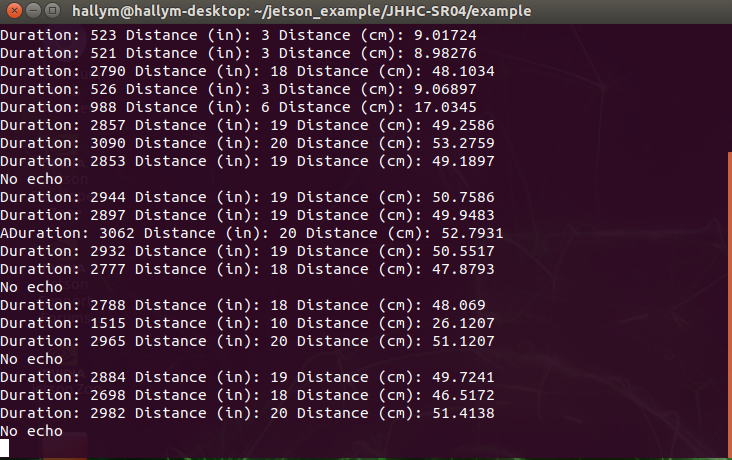 hallym@hallym-desktop: ~/jetson_example/JHHC-SR04/example
Duration: 523 Distance (in): 3 Distance (cm): 9.01724
Duration: 521 Distance (in): 3 Distance (cm): 8.98276
Duration: 2790 Distance (in): 18 Distance (cm): 48.1034
Duration: 526 Distance (in): 3 Distance (cm): 9.06897
Duration: 988 Distance (in): 6 Distance (cm): 17.0345
Duration: 2857 Distance (in): 19 Distance (cm): 49.2586
Duration: 3090 Distance (in): 20 Distance (cm): 53.2759
Duration: 2853 Distance (in): 19 Distance (cm): 49.1897
No echo
Duration: 2944 Distance (in): 19 Distance (cm): 50.7586
Duration: 2897 Distance (in): 19 Distance (cm): 49.9483
ADuration: 3062 Distance (in): 20 Distance (cm): 52.7931
Duration: 2932 Distance (in): 19 Distance (cm): 50.5517
Duration: 2777 Distance (in): 18 Distance (cm): 47.8793
No echo
Duration: 2788 Distance (in): 18 Distance (cm): 48.069
Duration: 1515 Distance (in): 10 Distance (cm): 26.1207
Duration: 2965 Distance (in): 20 Distance (cm): 51.1207
No echo
Duration: 2884 Distance (in): 19 Distance (cm): 49.7241
Duration: 2698 Distance (in): 18 Distance (cm): 46.5172
Duration: 2982 Distance (in): 20 Distance (cm): 51.4138
No echo